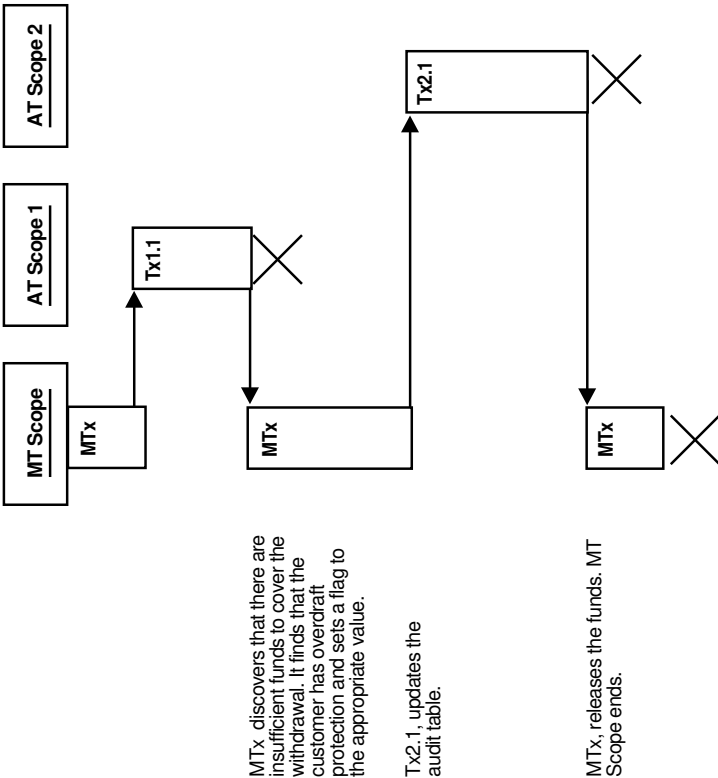 MT Scope
AT Scope 1
AT Scope 2
MTx
Tx1.1
MTx
Tx2.1
MTx
MTx discovers that there are
insufficient funds to cover the
withdrawal. It finds that the
customer has overdraft
protection and sets a flag to
the appropriate value.
Tx2.1, updates the
audit table.
MTx, releases the funds. MT
Scope ends.